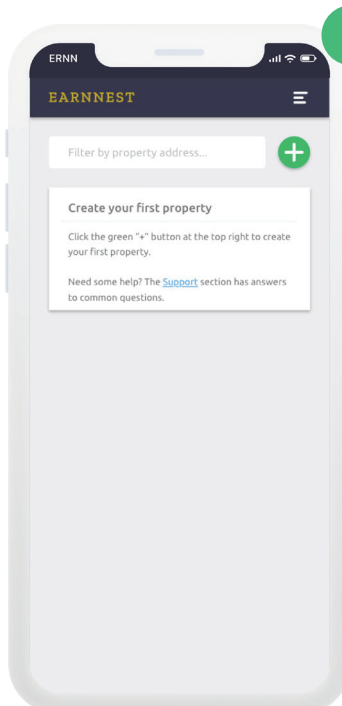 ERNN
EARNNEST
Filter by property address...
Create your first property
Click the green "+" button at the top right to create
your first property.
Need some help? The Support section has answers
to common questions.